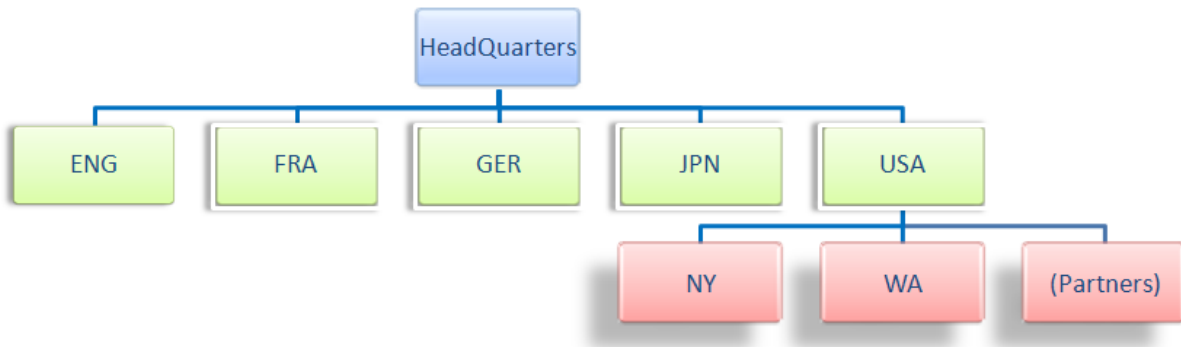 HeadQuarters
ENG
FRA
GER
JPN
USA
NY
WA
(Partners)